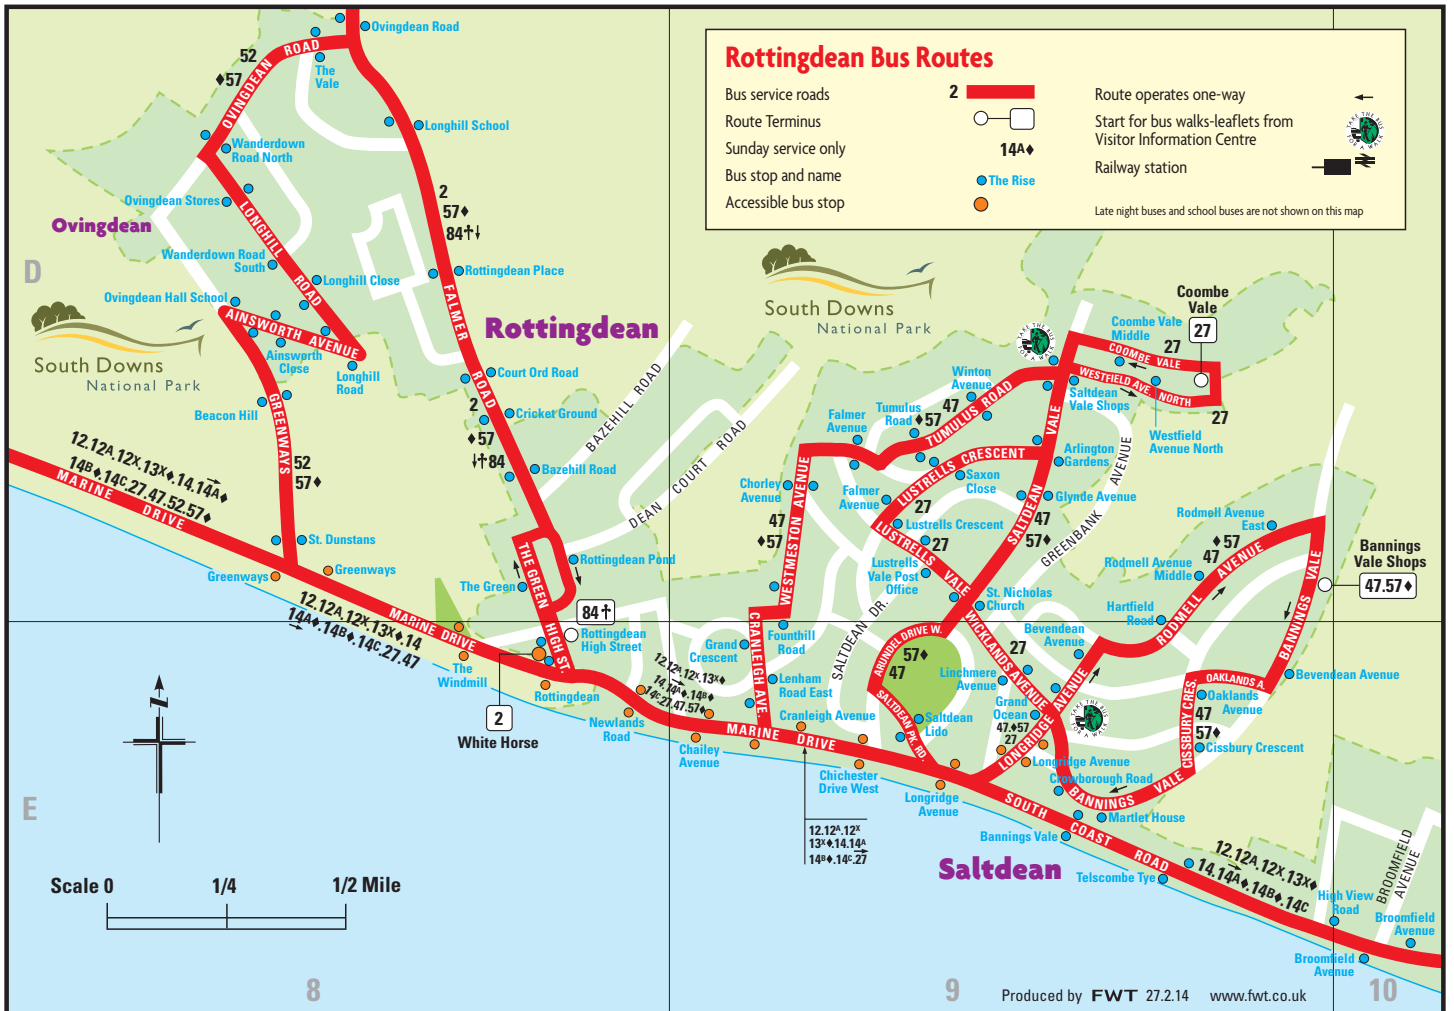 Rottingdean Bus Routes
Bus service roads
2
Route Terminus
Sunday service only
14A♦
Bus stop and name
The Rise
Accessible bus stop
Route operates one-way
Start for bus walks-leaflets from
Visitor Information Centre
TAKE THE BUS
FOR A WALK
Railway station
Late night buses and school buses are not shown on this map
Ovingdean Road
52
♦57
OVINGDEAN
ROAD
The
Vale
Longhill School
Wanderdown
Road North
Ovingdean Stores
LONGHILL
ROAD
2
57♦
84†↓
Ovingdean
Wanderdown Road
South
Longhill Close
Rottingdean Place
D
Ovingdean Hall School
AINSWORTH AVENUE
FALMER
ROAD
Rottingdean
South Downs
National Park
South Downs
National Park
Ainsworth
Close
Longhill
Road
Court Ord Road
Beacon Hill
GREENWAYS
2
♦57
↓†84
Cricket Ground
BAZEHILL ROAD
DEAN COURT ROAD
Bazehill Road
12.12A.12X.13X♦.14.14A♦
14B♦.14C.27.47.52.57♦
MARINE
DRIVE
52
57♦
St. Dunstans
Greenways
Greenways
THE GREEN
Rottingdean Pond
The Green
84†
Rottingdean
High Street
HIGH ST.
12.12A.12X.13X♦.14
14A♦.14B♦.14C.27.47
MARINE DRIVE
The
Windmill
2
White Horse
Rottingdean
Newlands
Road
12.12A.12X.13X♦
14.14A♦.14B♦
14C.27.47.57♦
Chailey
Avenue
MARINE DRIVE
TAKE THE BUS
FOR A WALK
Coombe
Vale
27
Coombe Vale
Middle
27
COOMBE VALE
WESTFIELD AVE. NORTH
27
Saltdean
Vale Shops
Westfield
Avenue North
Winton
Avenue
Tumulus
Road
47
♦57
TUMULUS ROAD
Falmer
Avenue
VALE
SALTDEAN
Arlington
Gardens
LUSTRELLS CRESCENT
Saxon
Close
Chorley
Avenue
47
♦57
WESTMESTON AVENUE
Falmer
Avenue
27
Lustrells Crescent
Glynde Avenue
GREENBANK AVENUE
47
57♦
LUSTRELLS VALE
27
Lustrells
Vale Post
Office
St. Nicholas
Church
Rodmell Avenue
East
♦57
47
Rodmell Avenue
Middle
RODMELL AVENUE
BANNINGS VALE
Bannings
Vale Shops
47.57♦
Hartfield
Road
Bevendean
Avenue
Founthill
Road
CRANLEIGH AVE.
Grand
Crescent
Lenham
Road East
SALTDEAN DR.
ARUNDEL DRIVE W.
57♦
47
SALTDEAN PK. RD.
Saltdean
Lido
WICKLANDS AVENUE
27
Linchmere
Avenue
Grand
Ocean
47.♦57
27
LONGRIDGE AVENUE
TAKE THE BUS
FOR A WALK
Longridge Avenue
Crowborough Road
BANNINGS VALE
Martlet House
OAKLANDS A.
Oaklands
Avenue
Bevendean Avenue
CISSBURY CRES.
47
57♦
Cissbury Crescent
Cranleigh Avenue
Chichester
Drive West
12.12A.12X
13X♦.14.14A
14B♦.14C.27
Longridge
Avenue
SOUTH COAST ROAD
Bannings Vale
Saltdean
Telscombe Tye
12.12A.12X.13X♦
14.14A♦.14B♦.14C
High View
Road
BROOMFIELD
AVENUE
Broomfield
Avenue
Broomfield
Avenue
N
E
Scale 0
1/4
1/2 Mile
8
9
10
Produced by FWT 27.2.14 www.fwt.co.uk